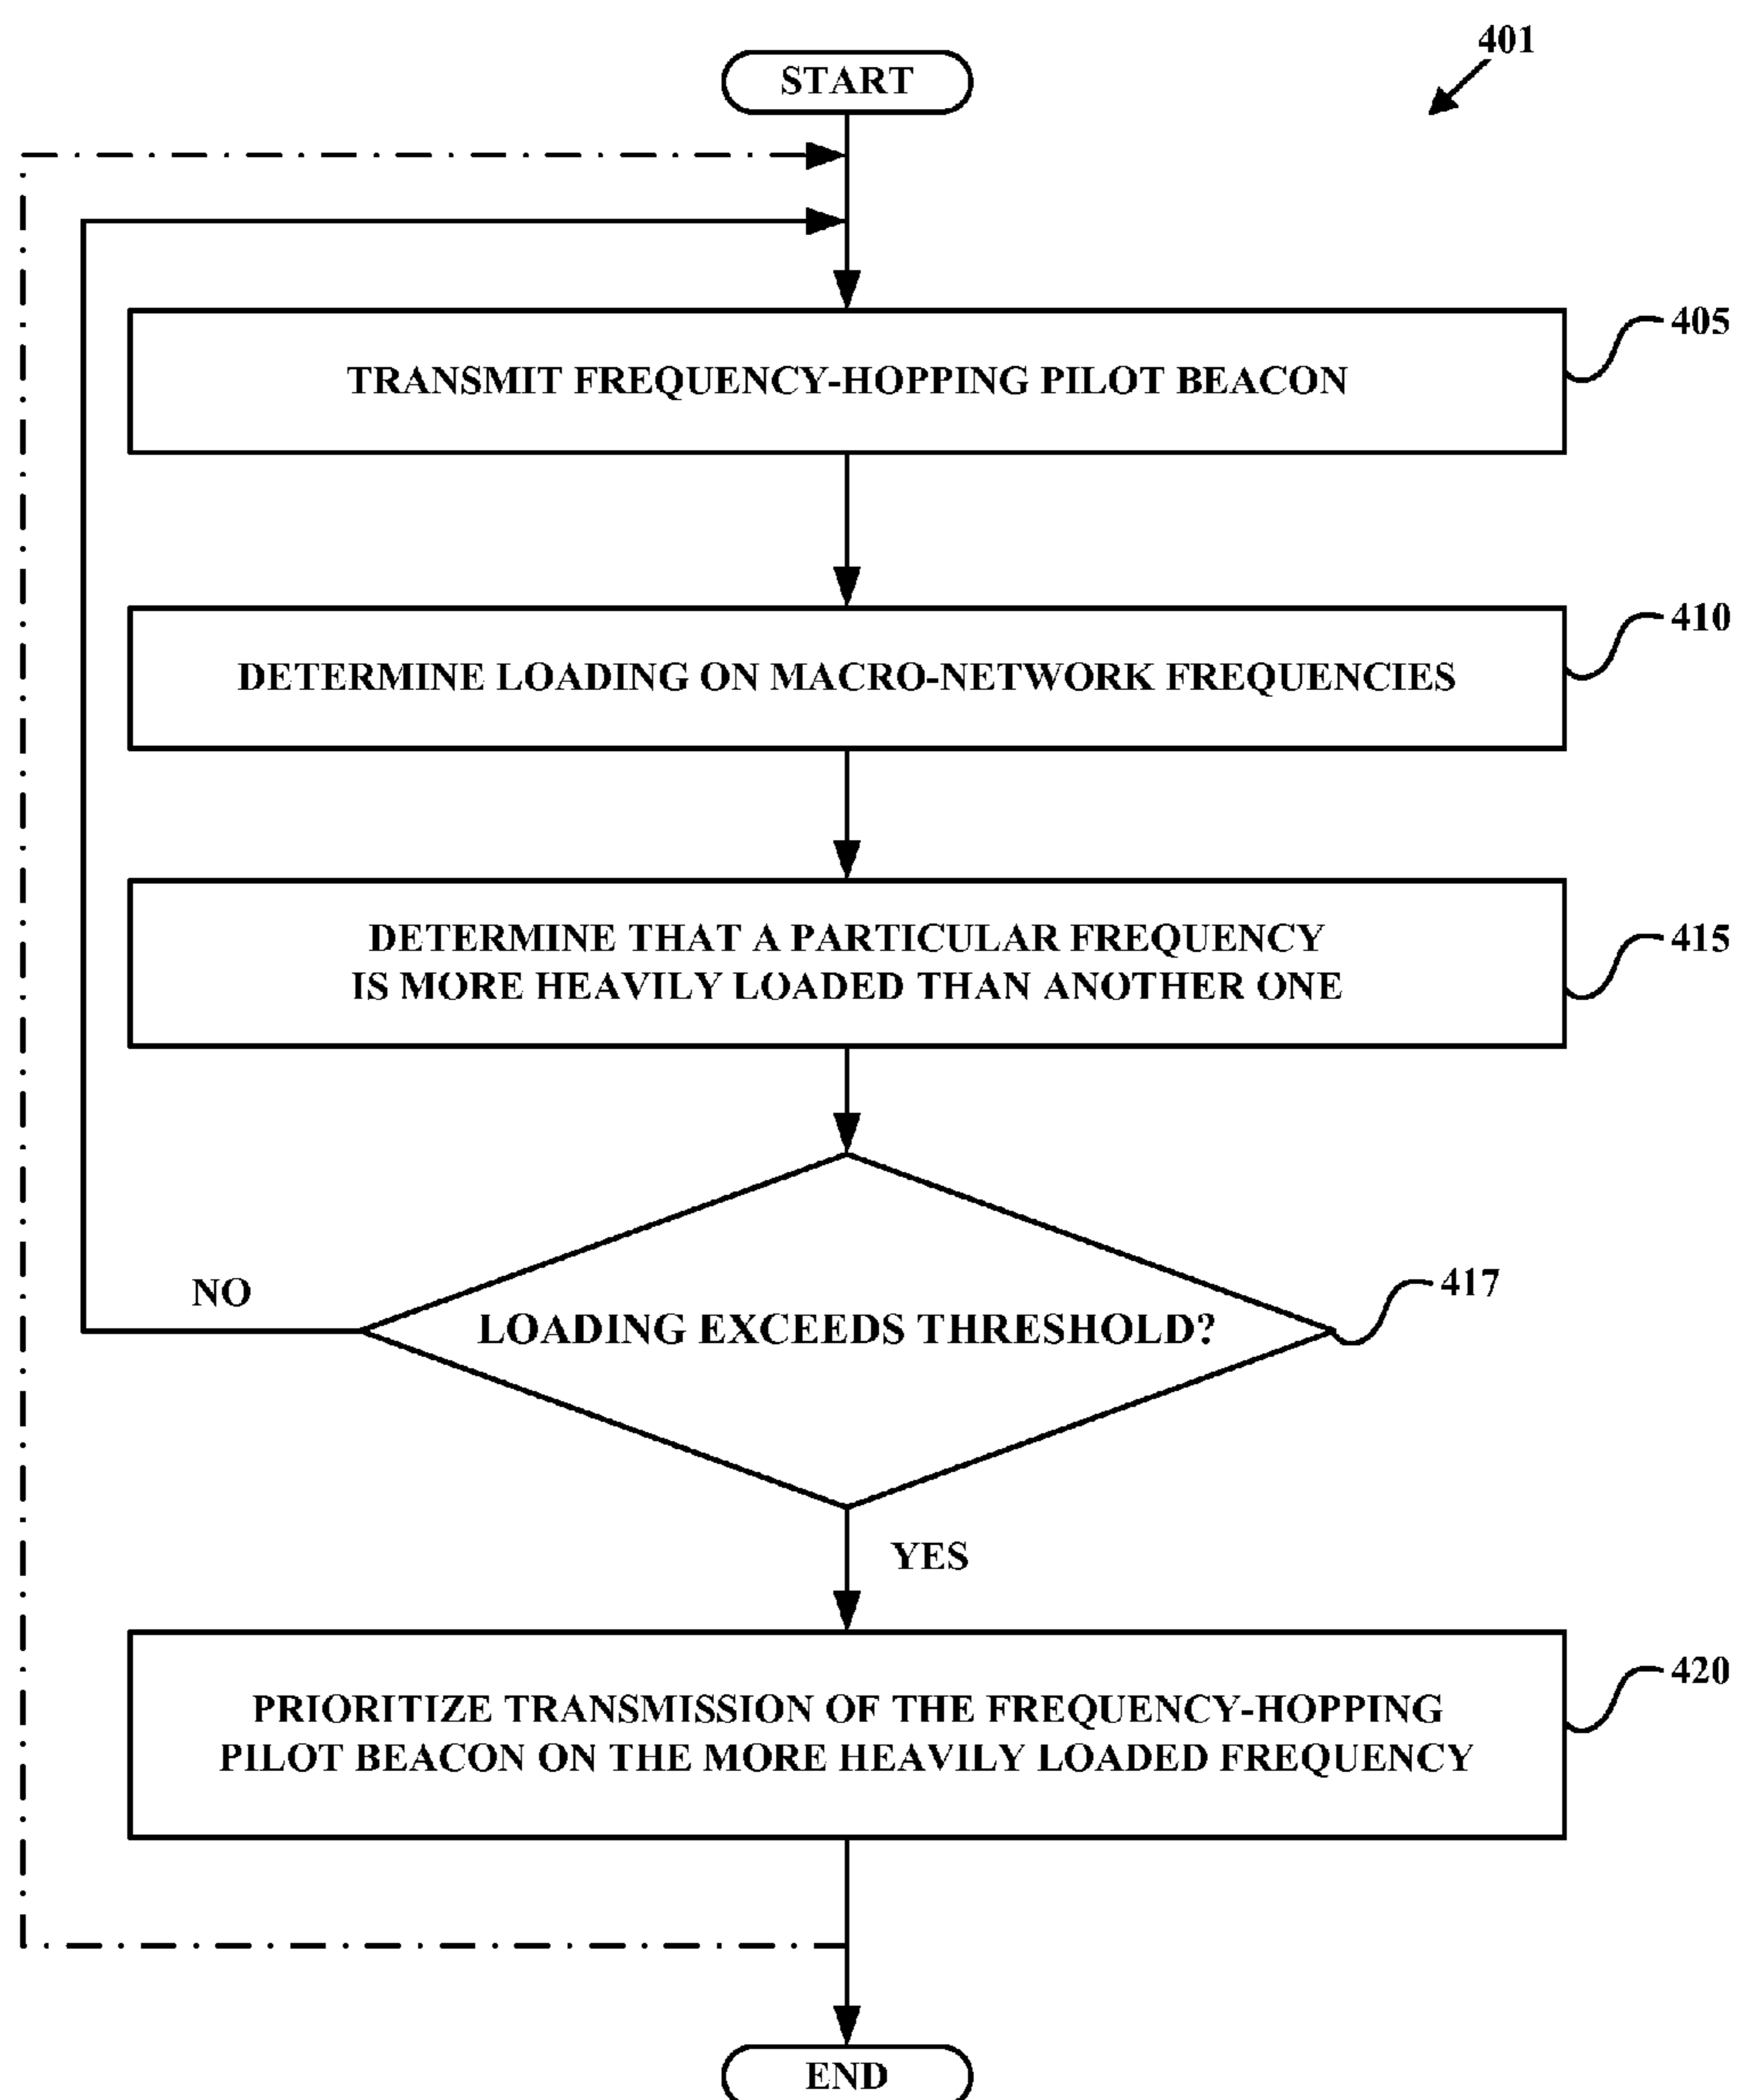 401
START
TRANSMIT FREQUENCY-HOPPING PILOT BEACON
405
DETERMINE LOADING ON MACRO-NETWORK FREQUENCIES
410
DETERMINE THAT A PARTICULAR FREQUENCY
IS MORE HEAVILY LOADED THAN ANOTHER ONE
415
LOADING EXCEEDS THRESHOLD?
417
NO
YES
PRIORITIZE TRANSMISSION OF THE FREQUENCY-HOPPING
PILOT BEACON ON THE MORE HEAVILY LOADED FREQUENCY
420
END